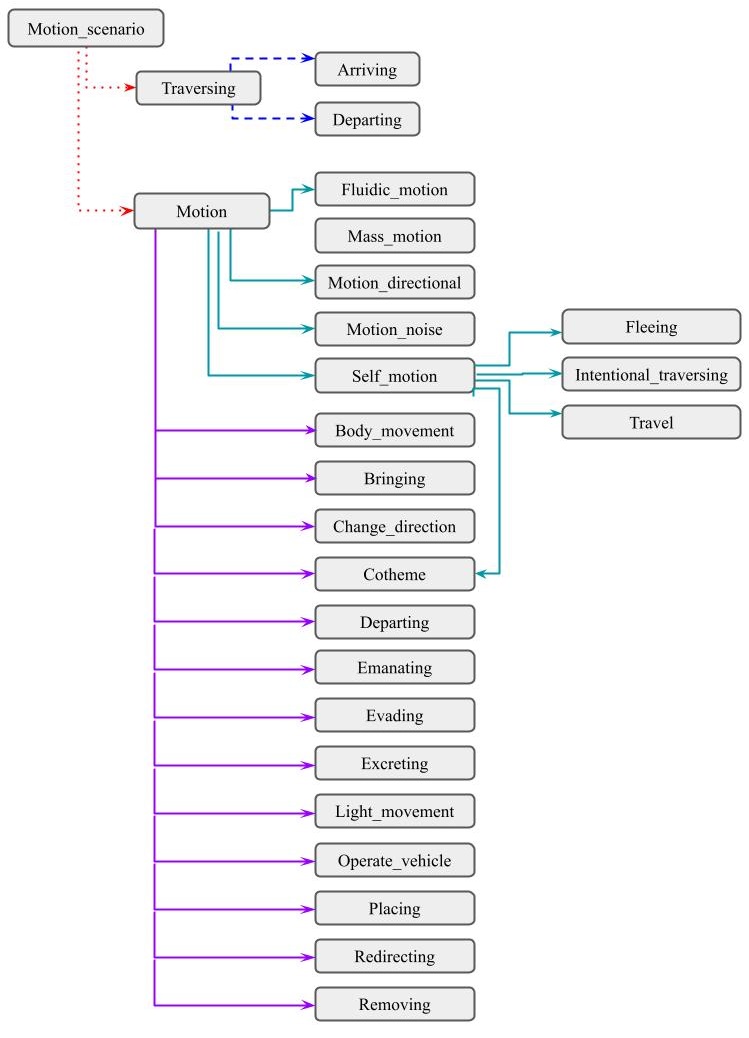 Motion_scenario
Traversing
Arriving
Departing
Motion
Fluidic_motion
Mass_motion
Motion_directional
Motion_noise
Self_motion
Fleeing
Intentional_traversing
Travel
Body_movement
Bringing
Change_direction
Cotheme
Departing
Emanating
Evading
Excreting
Light_movement
Operate_vehicle
Placing
Redirecting
Removing